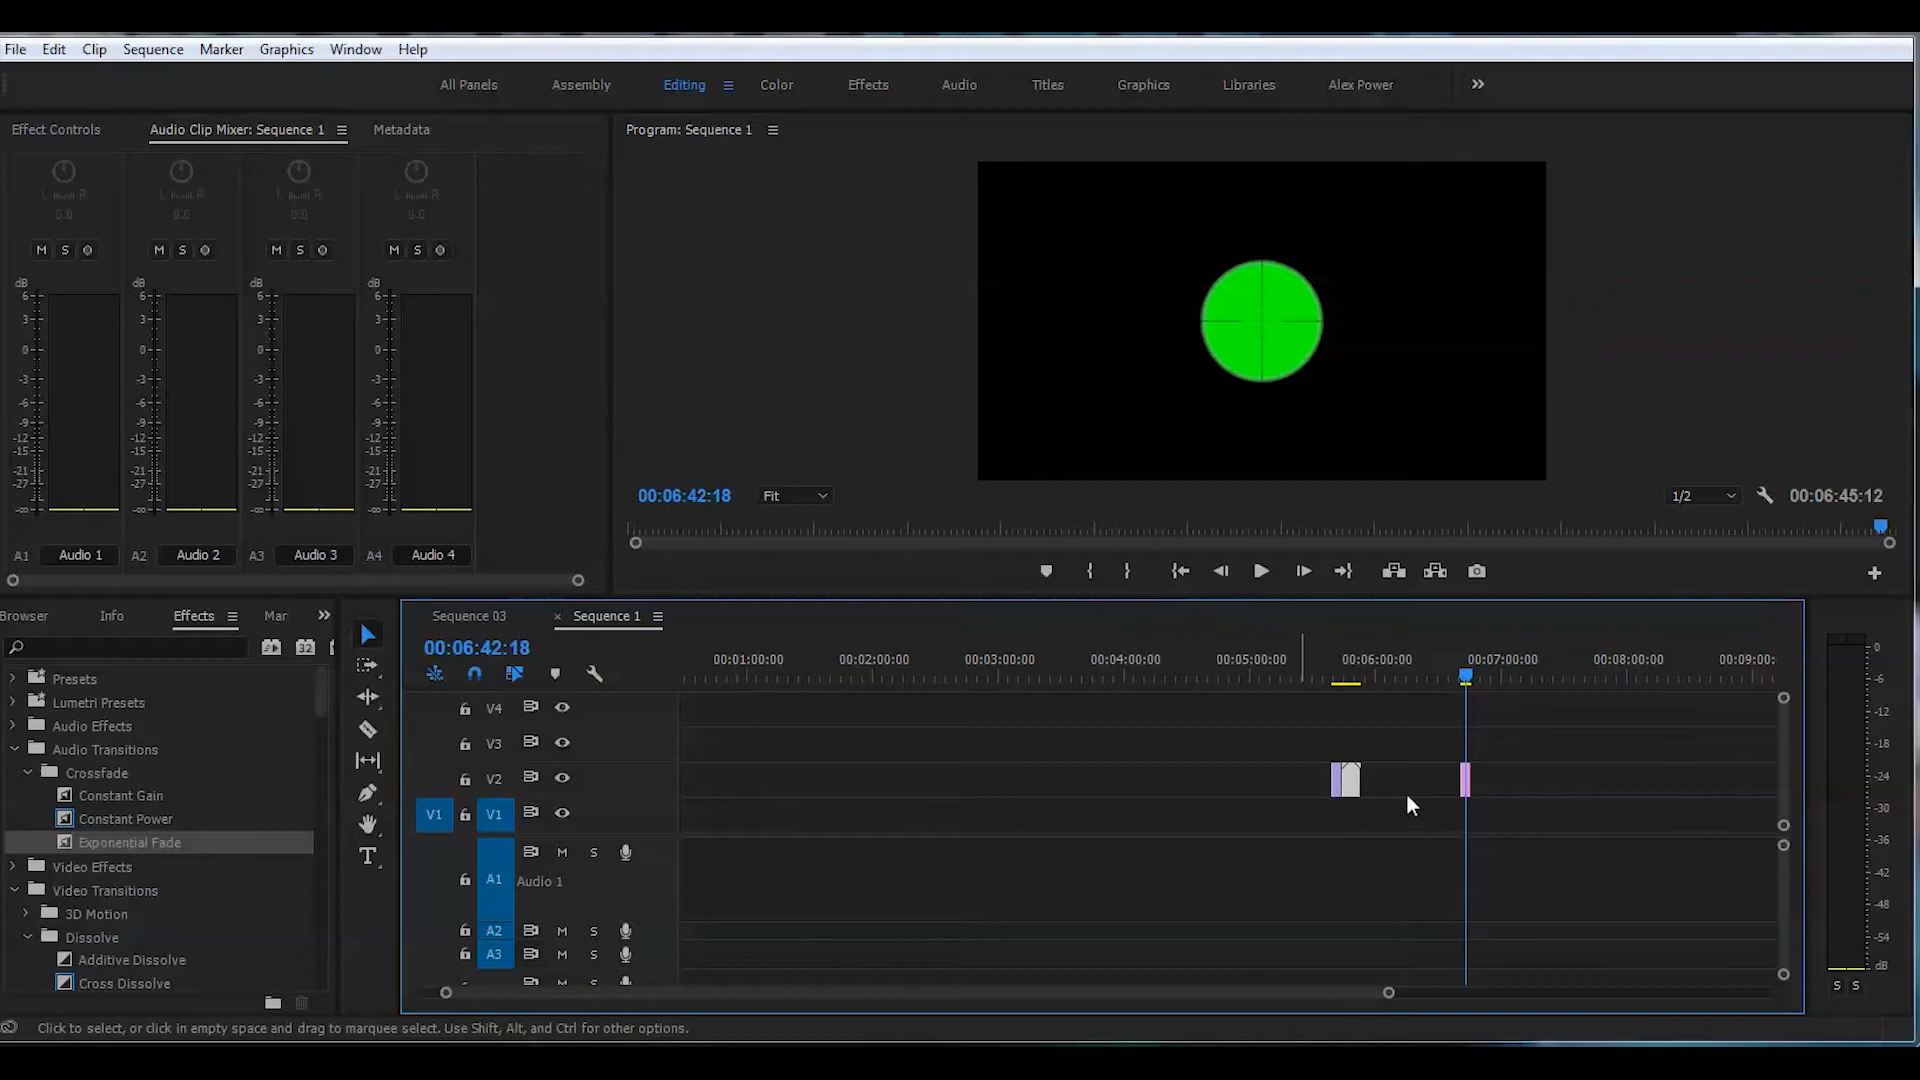 File Edit Clip Sequence Marker Graphics Window Help
All Panels Assembly Editing Color Effects Audio Titles Graphics Libraries Alex Power
Effect Controls Audio Clip Mixer: Sequence 1 Metadata
Program: Sequence 1
L R L R L R L R
0.0 0.0 0.0 0.0
M S M S M S M S
dB dB dB dB
6 6 6 6
3 3 3 3
0 0 0 0
-3 -3 -3 -3
-6 -6 -6 -6
-9 -9 -9 -9
-12 -12 -12 -12
-15 -15 -15 -15
-21 -21 -21 -21
-27 -27 -27 -27
-∞ -∞ -∞ -∞
A1 Audio 1 A2 Audio 2 A3 Audio 3 A4 Audio 4
00:06:42:18 Fit 1/2 00:06:45:12
Browser Info Effects Mar
32
Presets
Lumetri Presets
Audio Effects
Audio Transitions
Crossfade
Constant Gain
Constant Power
Exponential Fade
Video Effects
Video Transitions
3D Motion
Dissolve
Additive Dissolve
Cross Dissolve
T
Sequence 03 × Sequence 1
00:06:42:18
00:01:00:00 00:02:00:00 00:03:00:00 00:04:00:00 00:05:00:00 00:06:00:00 00:07:00:00 00:08:00:00 00:09:00:
V4
V3
V2
V1 V1
M S
A1 Audio 1
A2 M S
A3 M S
M S
0
-6
-12
-18
-24
-30
-36
-42
-48
-54
dB
S S
Click to select, or click in empty space and drag to marquee select. Use Shift, Alt, and Ctrl for other options.